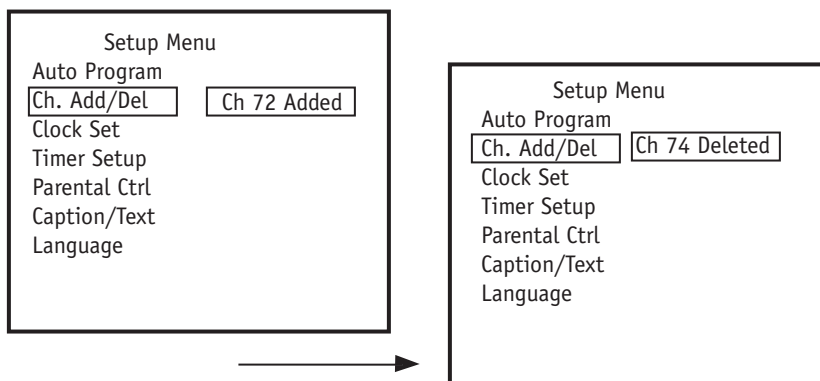 Setup Menu
Auto Program
Ch. Add/Del Ch 72 Added
Clock Set
Timer Setup
Parental Ctrl
Caption/Text
Language
Setup Menu
Auto Program
Ch. Add/Del Ch 74 Deleted
Clock Set
Timer Setup
Parental Ctrl
Caption/Text
Language